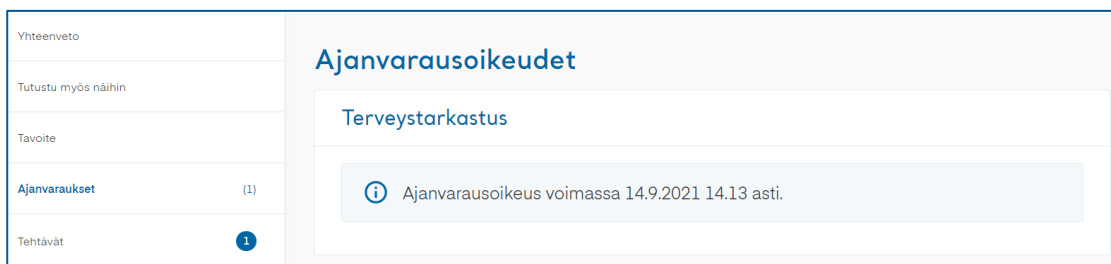 Yhteenveto
Tutustu myös näihin
Tavoite
Ajanvaraukset (1)
Tehtävät 1
Ajanvarausoikeudet
Terveystarkastus
Ajanvarausoikeus voimassa 14.9.2021 14.13 asti.